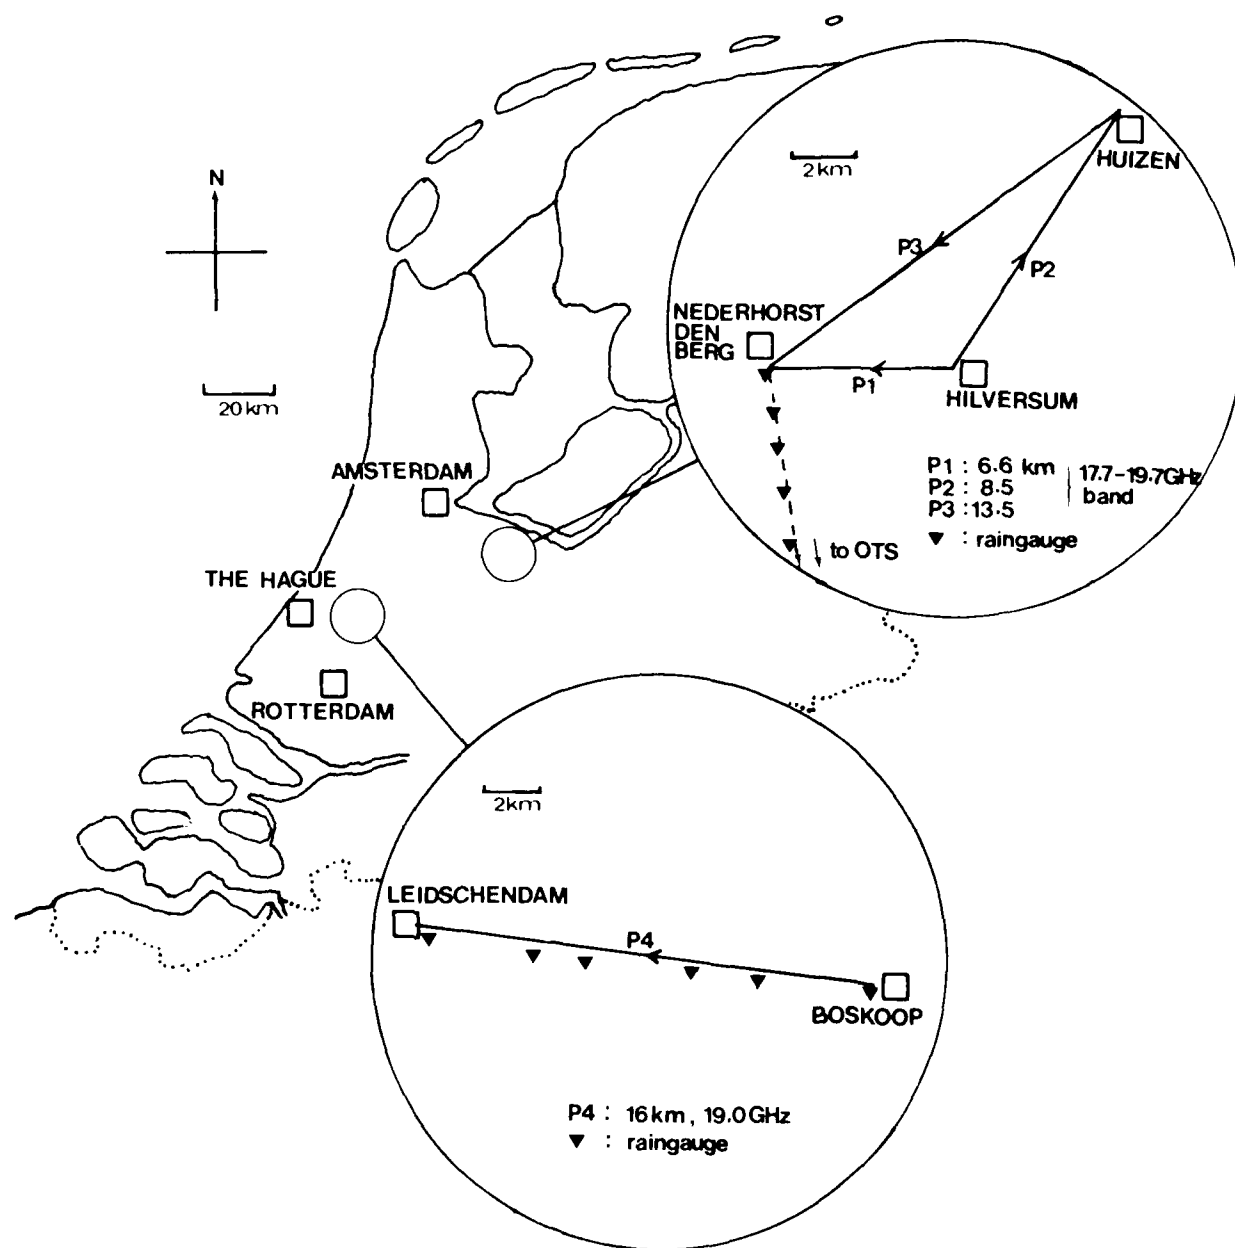 N
20 km
AMSTERDAM
THE HAGUE
ROTTERDAM
2 km
HUIZEN
P3
P2
NEDERHORST
DEN
BERG
P1
HILVERSUM
P1 : 6.6 km
P2 : 8.5
P3 : 13.5
17.7-19.7GHz
band
▼ : raingauge
to OTS
2km
LEIDSCHENDAM
P4
BOSKOOP
P4 : 16 km , 19.0 GHz
▼ : raingauge